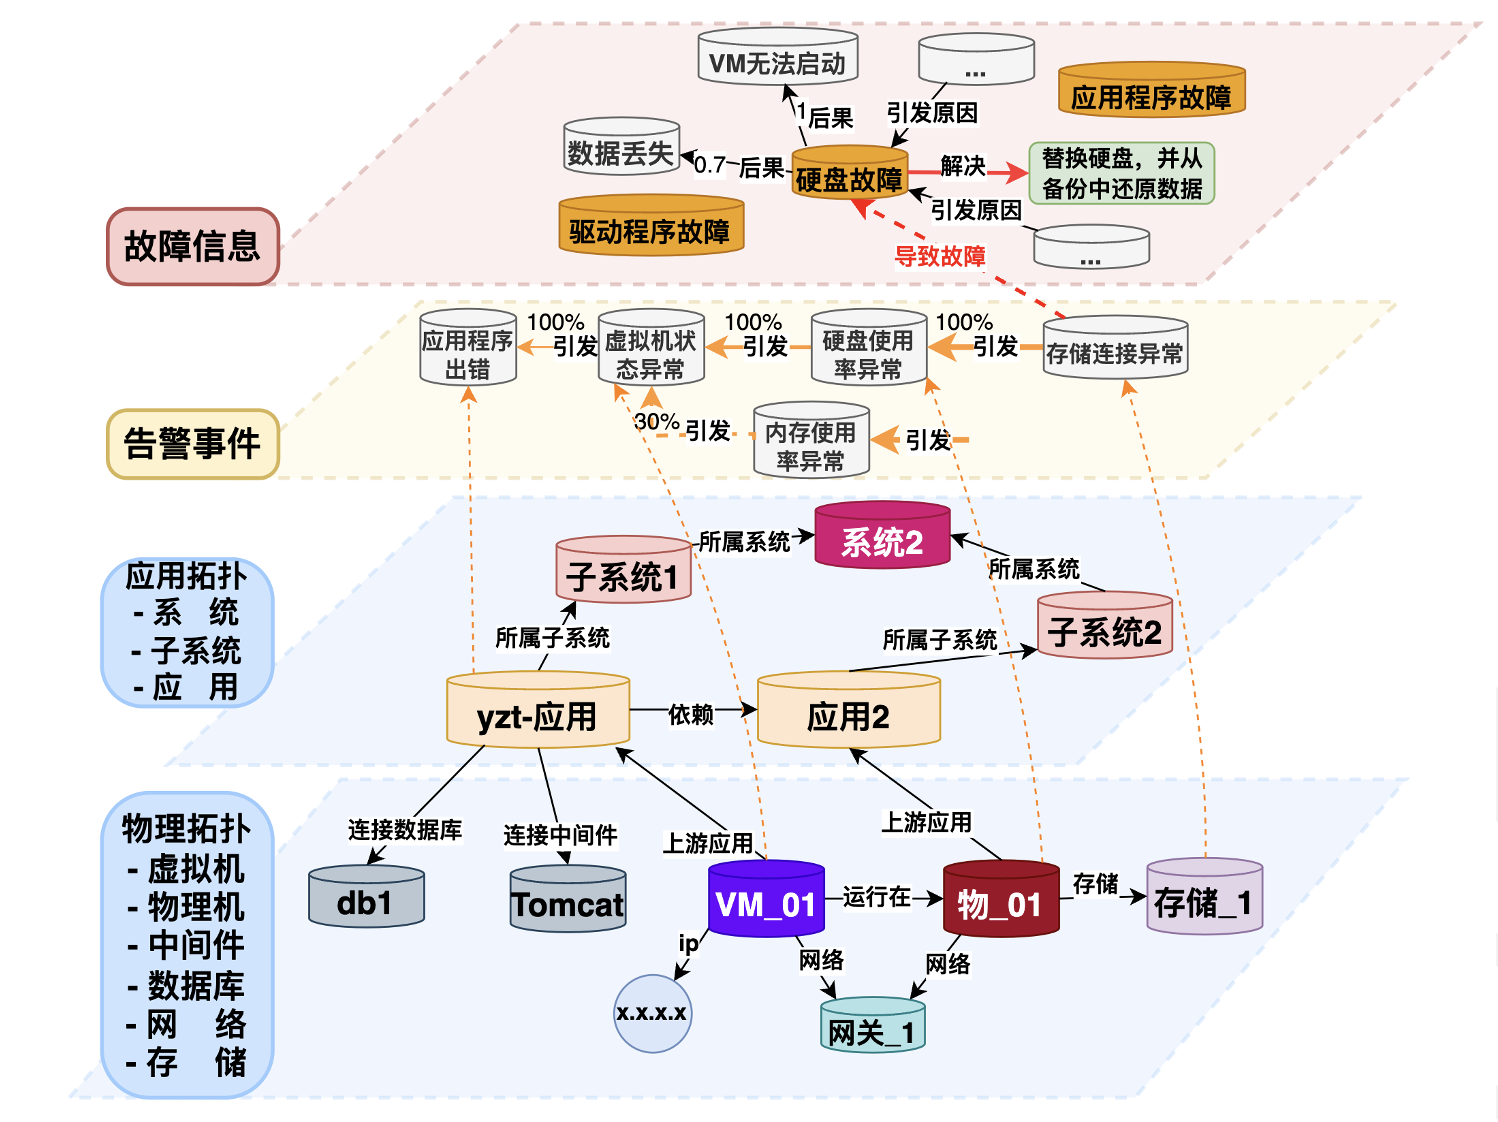 VM无法启动
...
应用程序故障
1
后果
引发原因
数据丢失
0.7
后果
硬盘故障
解决
替换硬盘，并从
备份中还原数据
驱动程序故障
引发原因
...
故障信息
导致故障
应用程序
出错
100%
引发
虚拟机状
态异常
100%
引发
硬盘使用
率异常
100%
引发
存储连接异常
告警事件
30%
引发
内存使用
率异常
引发
应用拓扑
- 系 统
- 子系统
- 应 用
子系统1
所属系统
系统2
所属系统
子系统2
所属子系统
所属子系统
yzt-应用
依赖
应用2
物理拓扑
- 虚拟机
- 物理机
- 中间件
- 数据库
- 网 络
- 存 储
连接数据库
连接中间件
上游应用
上游应用
db1
Tomcat
VM_01
运行在
物_01
存储
存储_1
ip
网络
网络
x.x.x.x
网关_1